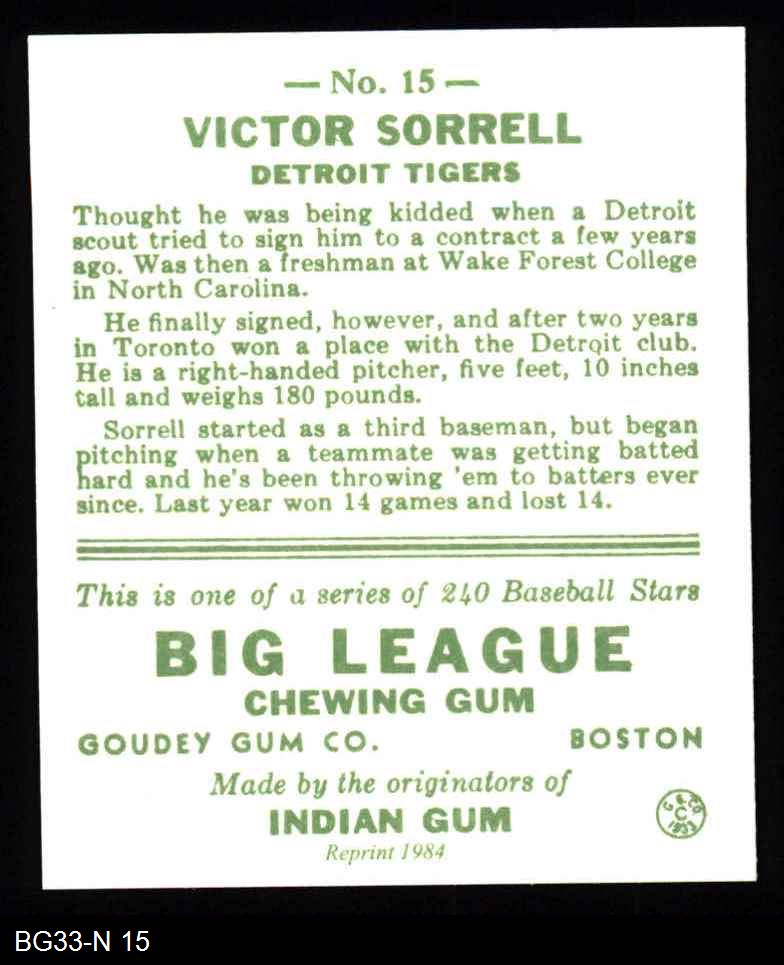 — No. 15 —
VICTOR SORRELL
DETROIT TIGERS
Thought he was being kidded when a Detroit
scout tried to sign him to a contract a few years
ago. Was then a freshman at Wake Forest College
in North Carolina.
He finally signed, however, and after two years
in Toronto won a place with the Detroit club.
He is a right-handed pitcher, five feet, 10 inches
tall and weighs 180 pounds.
Sorrell started as a third baseman, but began
pitching when a teammate was getting batted
hard and he's been throwing 'em to batters ever
since. Last year won 14 games and lost 14.
This is one of a series of 240 Baseball Stars
BIG LEAGUE
CHEWING GUM
GOUDEY GUM CO. BOSTON
Made by the originators of
INDIAN GUM
G & CO
C
1933
Reprint 1984
BG33-N 15